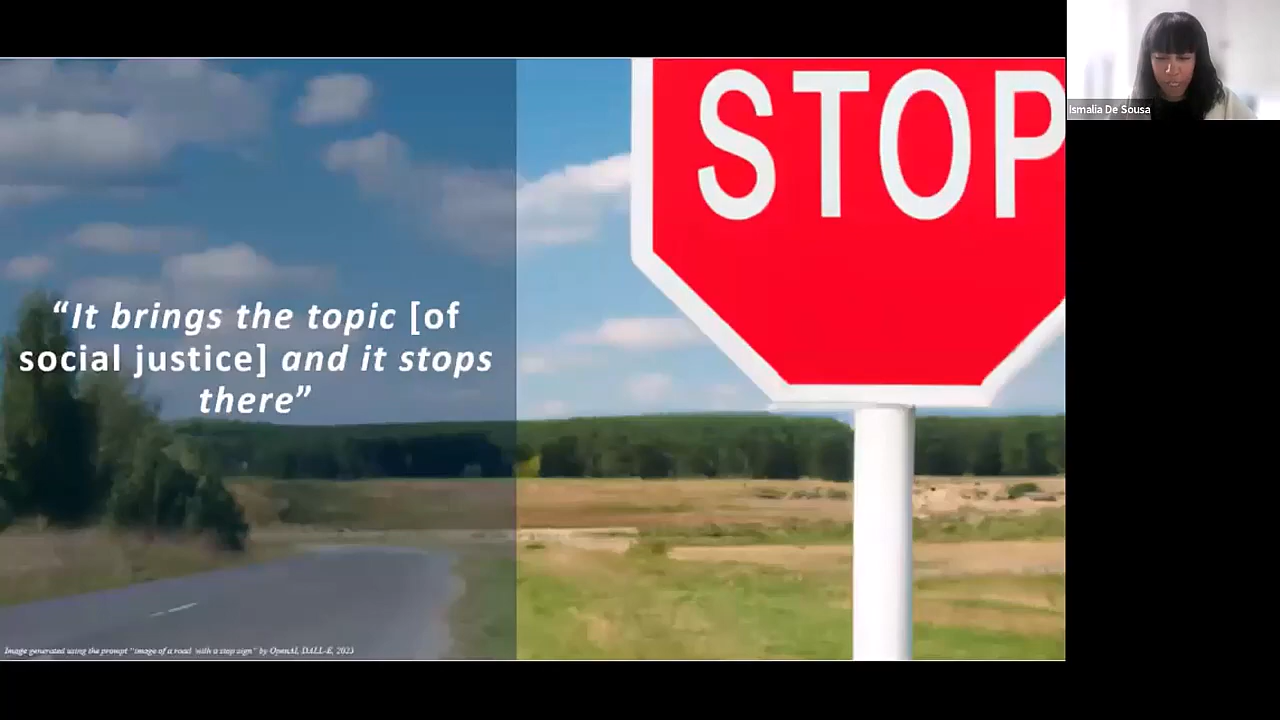 STOP
Ismalia De Sousa
“It brings the topic [of
social justice] and it stops
there”
Image generated using the prompt "image of a road with a stop sign" by OpenAI, DALL-E, 2023